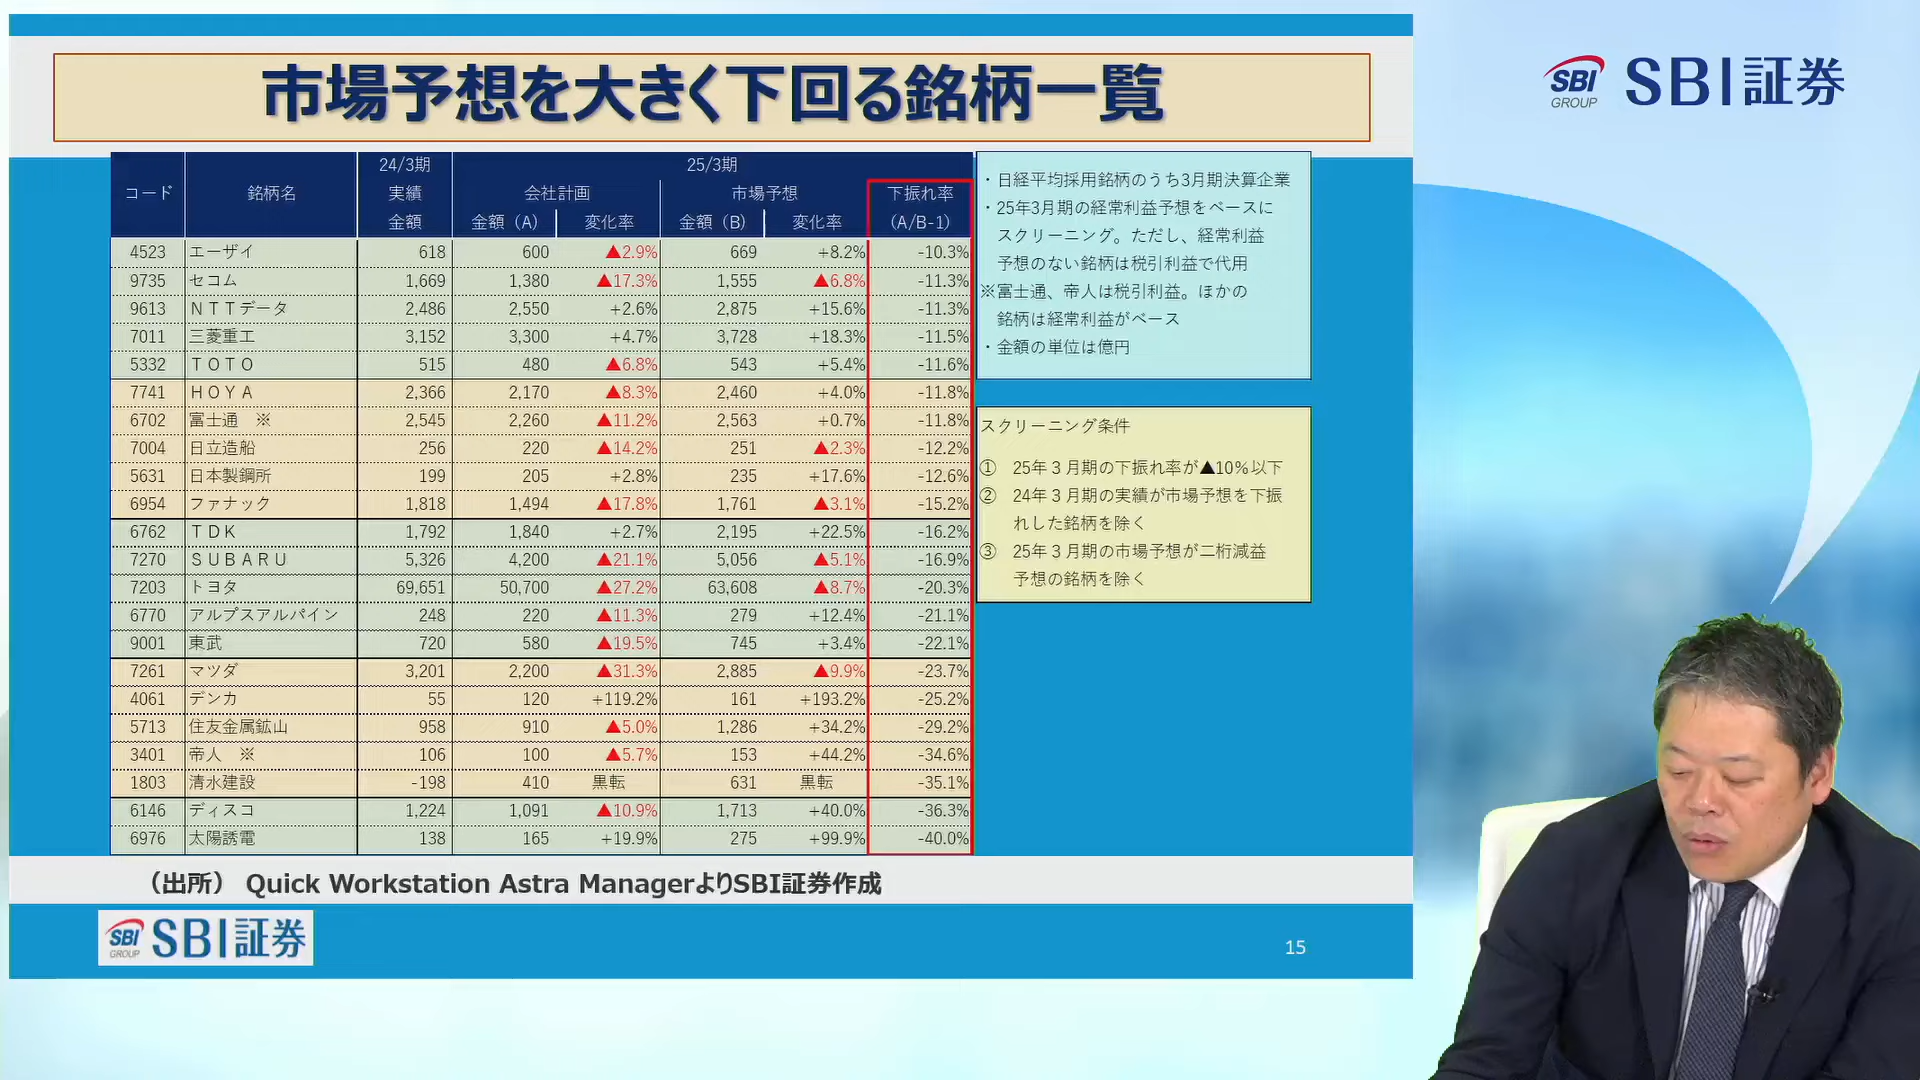 市場予想を大きく下回る銘柄一覧
SBI GROUP SBI証券
24/3期 25/3期
コード 銘柄名 実績 会社計画 市場予想 下振れ率
金額 金額（A） 変化率 金額（B） 変化率 （A/B-1）
4523 エーザイ 618 600 ▲2.9% 669 +8.2% -10.3%
9735 セコム 1,669 1,380 ▲17.3% 1,555 ▲6.8% -11.3%
9613 ＮＴＴデータ 2,486 2,550 +2.6% 2,875 +15.6% -11.3%
7011 三菱重工 3,152 3,300 +4.7% 3,728 +18.3% -11.5%
5332 ＴＯＴＯ 515 480 ▲6.8% 543 +5.4% -11.6%
7741 ＨＯＹＡ 2,366 2,170 ▲8.3% 2,460 +4.0% -11.8%
6702 富士通　※ 2,545 2,260 ▲11.2% 2,563 +0.7% -11.8%
7004 日立造船 256 220 ▲14.2% 251 ▲2.3% -12.2%
5631 日本製鋼所 199 205 +2.8% 235 +17.6% -12.6%
6954 ファナック 1,818 1,494 ▲17.8% 1,761 ▲3.1% -15.2%
6762 ＴＤＫ 1,792 1,840 +2.7% 2,195 +22.5% -16.2%
7270 ＳＵＢＡＲＵ 5,326 4,200 ▲21.1% 5,056 ▲5.1% -16.9%
7203 トヨタ 69,651 50,700 ▲27.2% 63,608 ▲8.7% -20.3%
6770 アルプスアルパイン 248 220 ▲11.3% 279 +12.4% -21.1%
9001 東武 720 580 ▲19.5% 745 +3.4% -22.1%
7261 マツダ 3,201 2,200 ▲31.3% 2,885 ▲9.9% -23.7%
4061 デンカ 55 120 +119.2% 161 +193.2% -25.2%
5713 住友金属鉱山 958 910 ▲5.0% 1,286 +34.2% -29.2%
3401 帝人　※ 106 100 ▲5.7% 153 +44.2% -34.6%
1803 清水建設 -198 410 黒転 631 黒転 -35.1%
6146 ディスコ 1,224 1,091 ▲10.9% 1,713 +40.0% -36.3%
6976 太陽誘電 138 165 +19.9% 275 +99.9% -40.0%
・日経平均採用銘柄のうち3月期決算企業
・25年3月期の経常利益予想をベースに
スクリーニング。ただし、経常利益
予想のない銘柄は税引利益で代用
※富士通、帝人は税引利益。ほかの
銘柄は経常利益がベース
・金額の単位は億円
スクリーニング条件
①　25年３月期の下振れ率が▲10%以下
②　24年３月期の実績が市場予想を下振
れした銘柄を除く
③　25年３月期の市場予想が二桁減益
予想の銘柄を除く
（出所） Quick Workstation Astra ManagerよりSBI証券作成
SBI GROUP SBI証券
15